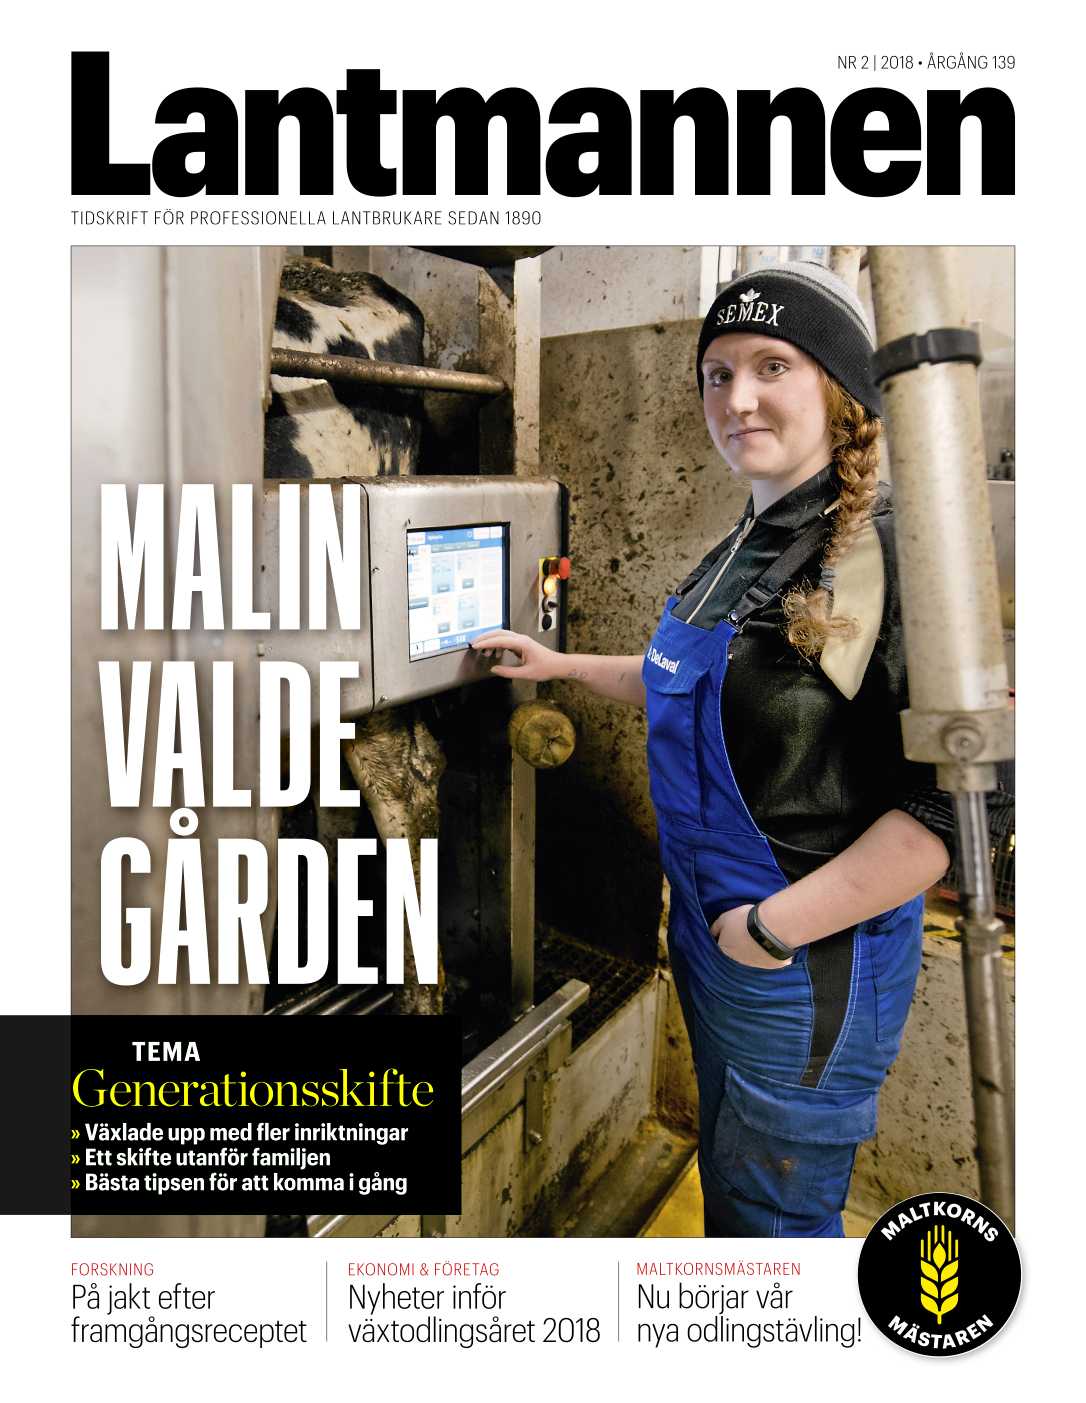 NR 2 | 2018 • ÅRGÅNG 139
Lantmannen
TIDSKRIFT FÖR PROFESSIONELLA LANTBRUKARE SEDAN 1890
SEMEX
DeLaval
MALIN
VALDE
GÅRDEN
TEMA
Generationsskifte
» Växlade upp med fler inriktningar
» Ett skifte utanför familjen
» Bästa tipsen för att komma i gång
FORSKNING
På jakt efter
framgångsreceptet
EKONOMI & FÖRETAG
Nyheter inför
växtodlingsåret 2018
MALTKORNSMÄSTAREN
Nu börjar vår
nya odlingstävling!
MALTKORNS
MÄSTAREN